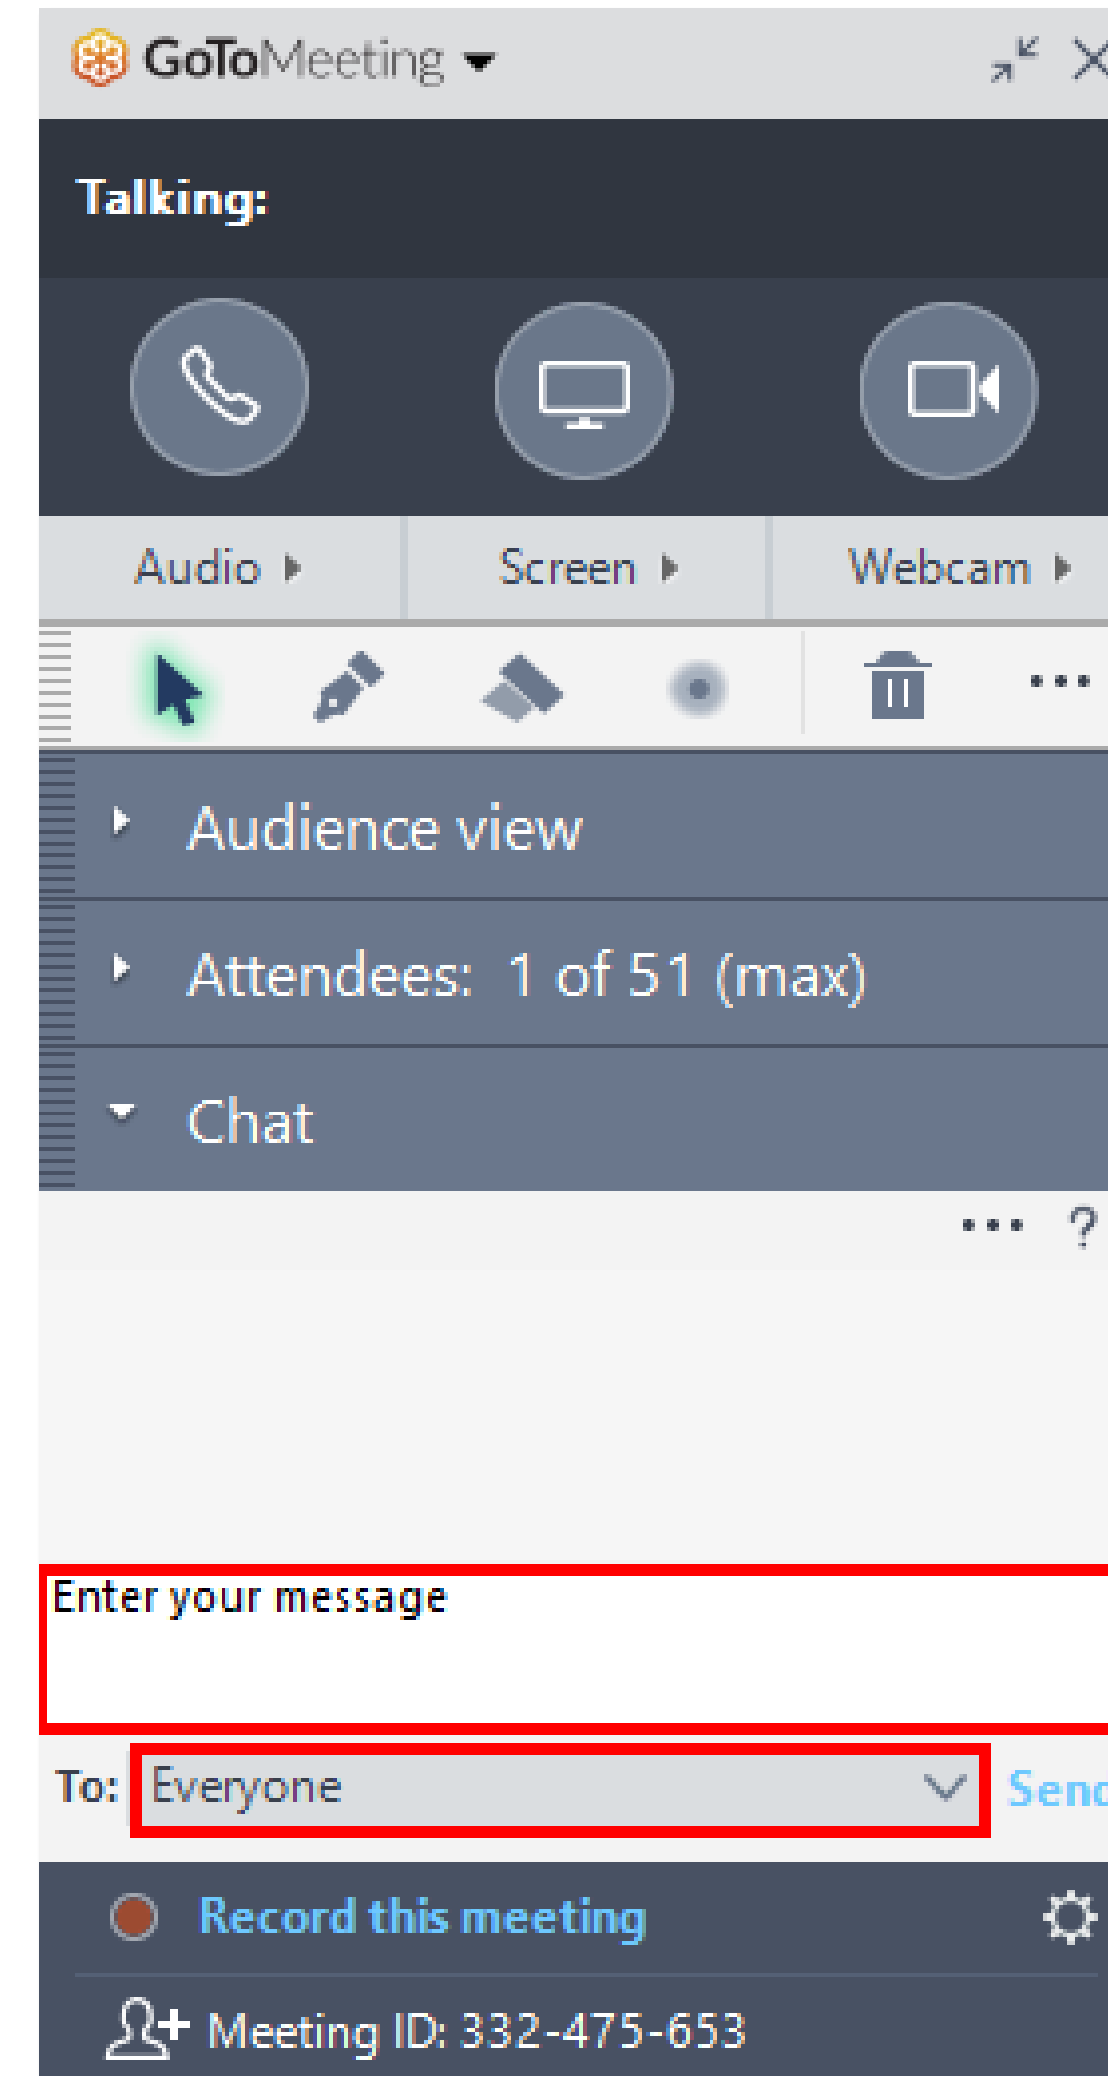 GoToMeeting
Talking:
Audio Screen Webcam
Audience view
Attendees: 1 of 51 (max)
Chat
... ?
Enter your message
To: Everyone Send
Record this meeting
Meeting ID: 332-475-653